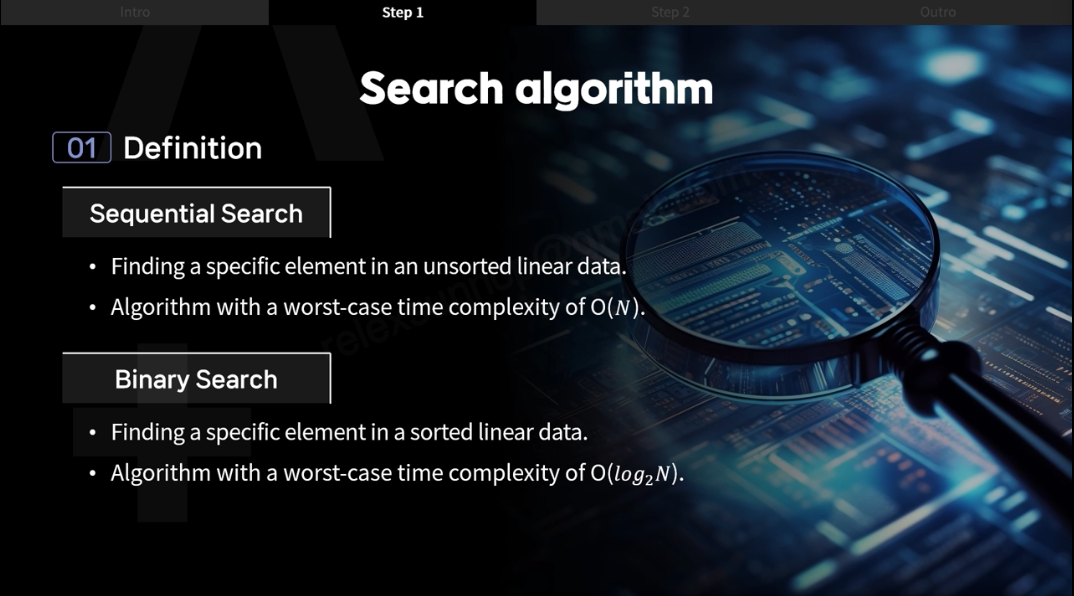 Intro
Step 1
Step 2
Outro
Search algorithm
01 Definition
Sequential Search
• Finding a specific element in an unsorted linear data.
• Algorithm with a worst-case time complexity of O(N).
Binary Search
• Finding a specific element in a sorted linear data.
• Algorithm with a worst-case time complexity of O(log₂N).